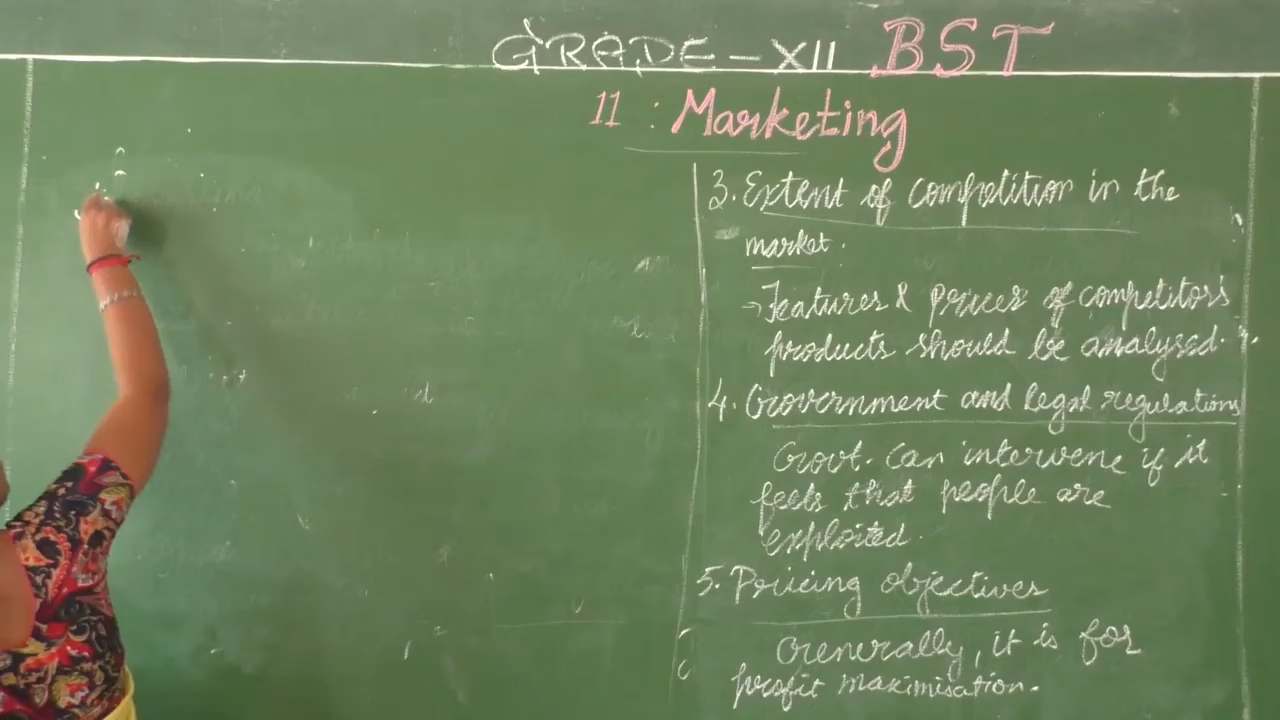 GRADE - XII BST
11 : Marketing
3. Extent of competition in the
market.
→ Features & prices of competitors
products should be analysed.
4. Government and legal regulations
Govt. can intervene if it
feels that people are
exploited.
5. Pricing objectives
Generally, it is for
profit maximisation.